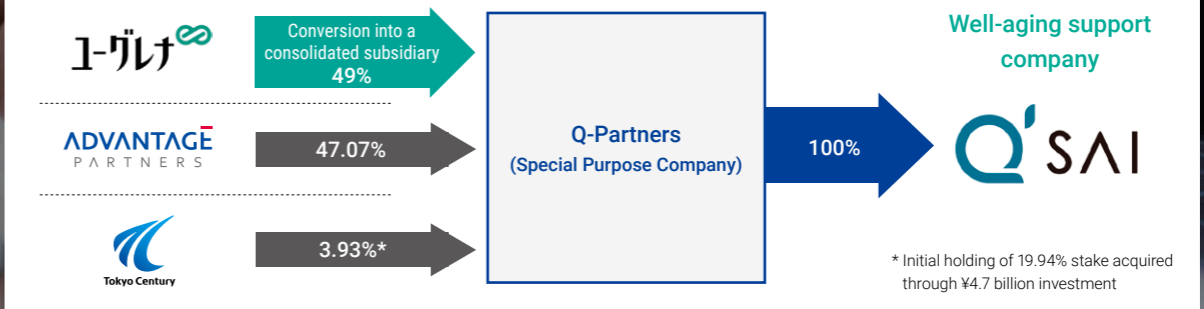 ユーグレナ
Conversion into a
consolidated subsidiary
49%
ADVANTAGE
PARTNERS
47.07%
Tokyo Century
3.93%*
Q-Partners
(Special Purpose Company)
100%
Well-aging support
company
Q'SAI
* Initial holding of 19.94% stake acquired
through ¥4.7 billion investment